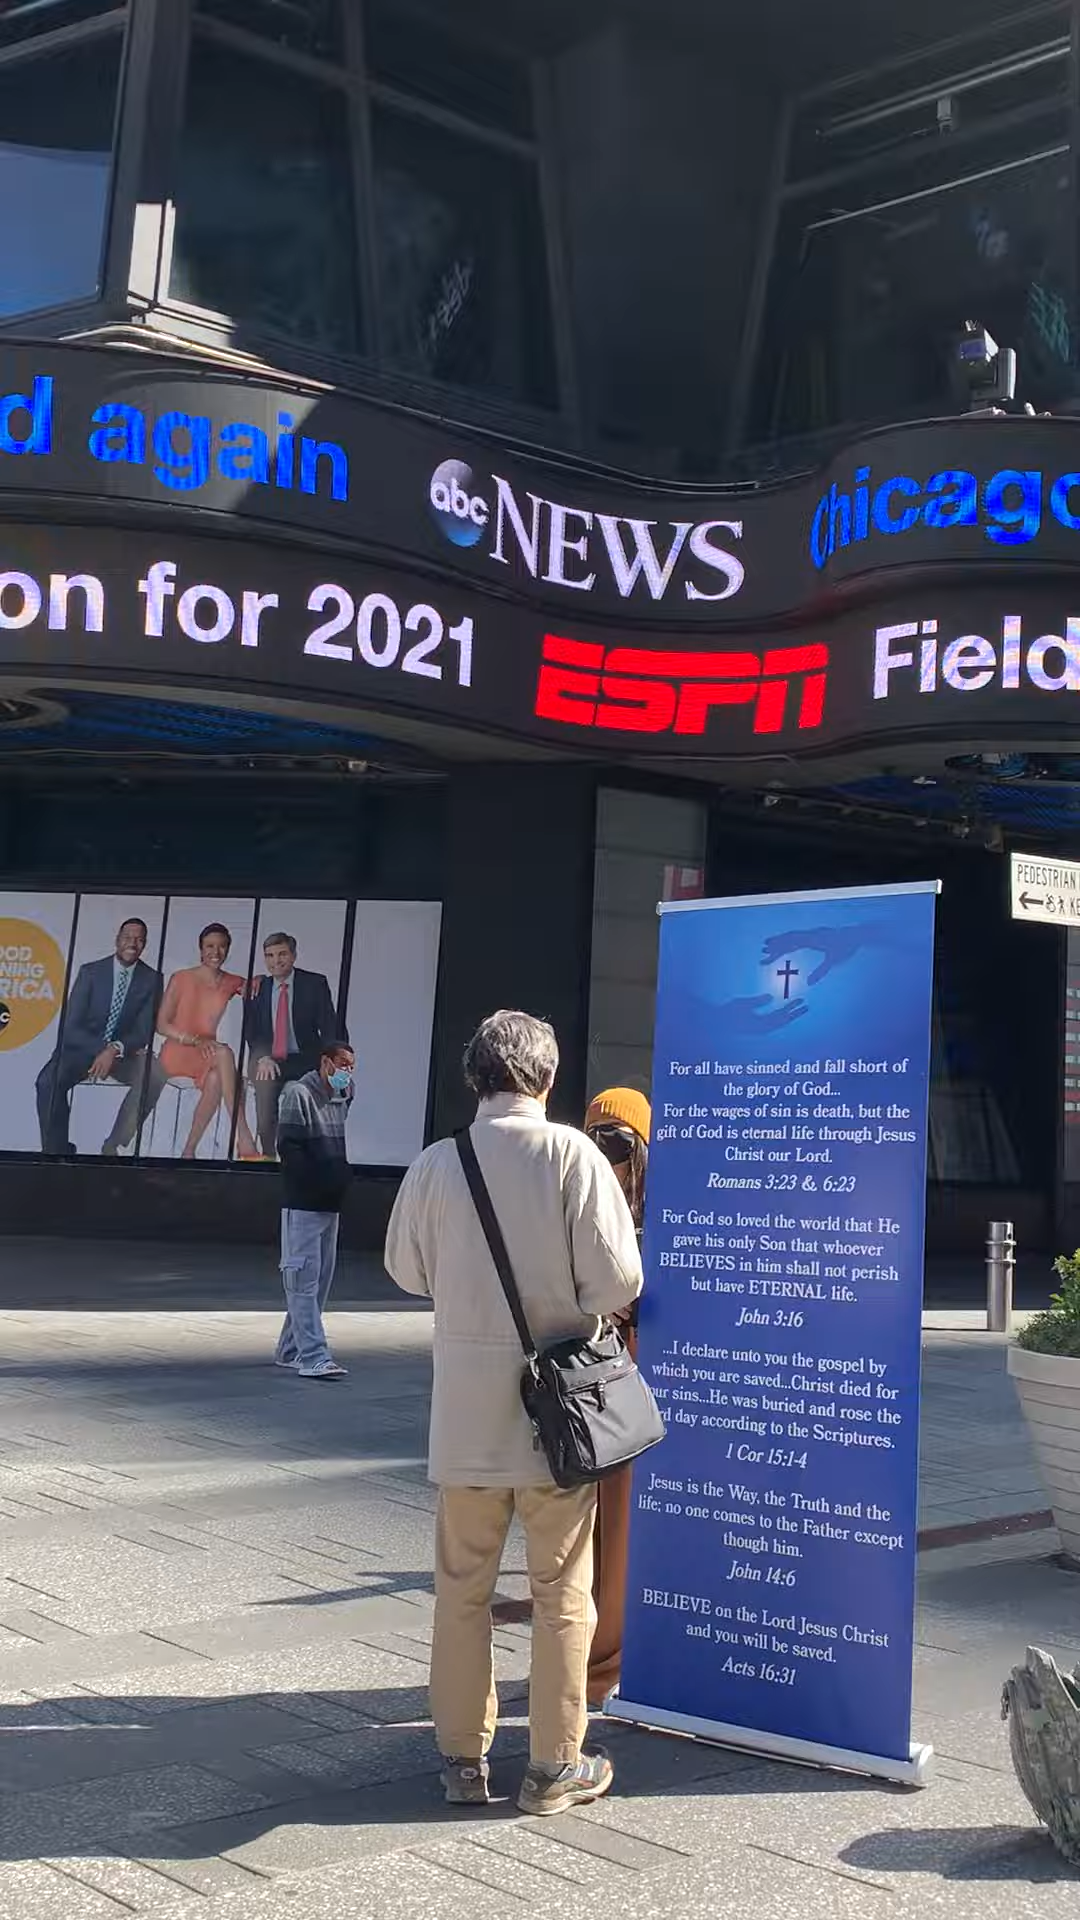 d again
abc NEWS
Chicago
on for 2021
ESPN
Field
PEDESTRIAN
OOD
NING
RICA
For all have sinned and fall short of
the glory of God...
For the wages of sin is death, but the
gift of God is eternal life through Jesus
Christ our Lord.
Romans 3:23 & 6:23
For God so loved the world that He
gave his only Son that whoever
BELIEVES in him shall not perish
but have ETERNAL life.
John 3:16
...I declare unto you the gospel by
which you are saved...Christ died for
our sins...He was buried and rose the
rd day according to the Scriptures.
1 Cor 15:1-4
Jesus is the Way, the Truth and the
life; no one comes to the Father except
though him.
John 14:6
BELIEVE on the Lord Jesus Christ
and you will be saved.
Acts 16:31